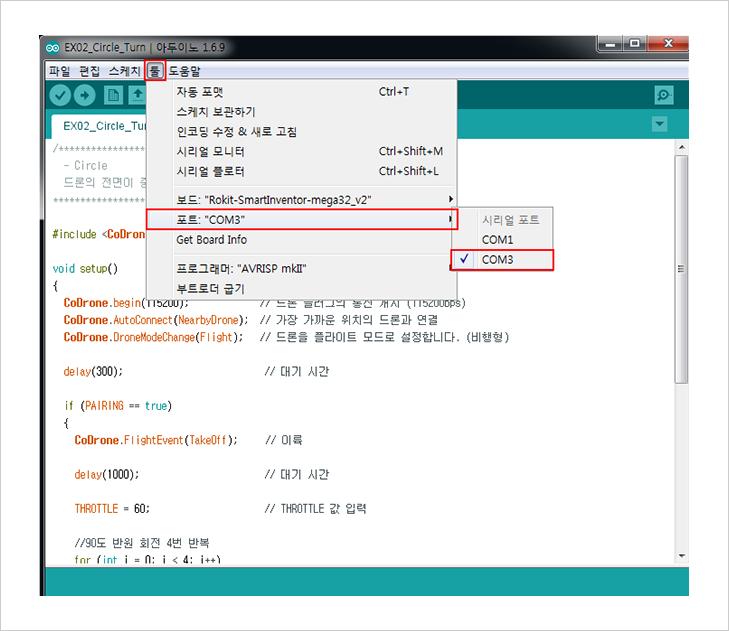 EX02_Circle_Turn | 아두이노 1.6.9
파일 편집 스케치 툴 도움말
EX02_Circle_Tur
자동 포맷 Ctrl+T
스케치 보관하기
인코딩 수정 & 새로 고침
시리얼 모니터 Ctrl+Shift+M
시리얼 플로터 Ctrl+Shift+L
보드: "Rokit-SmartInventor-mega32_v2"
포트: "COM3"
Get Board Info
프로그래머: "AVRISP mkII"
부트로더 굽기
시리얼 포트
COM1
COM3
/*****************
- Circle
드론의 전면이
******************
#include <CoDron
void setup()
{
CoDrone.begin(115200); // 드론 플러그의 통신 개시 (115200bps)
CoDrone.AutoConnect(NearbyDrone); // 가장 가까운 위치의 드론과 연결
CoDrone.DroneModeChange(Flight); // 드론을 플라이트 모드로 설정합니다. (비행형)
delay(300); // 대기 시간
if (PAIRING == true)
{
CoDrone.FlightEvent(TakeOff); // 이륙
delay(1000); // 대기 시간
THROTTLE = 60; // THROTTLE 값 입력
//90도 반원 회전 4번 반복
for (int i = 0; i < 4; i++)